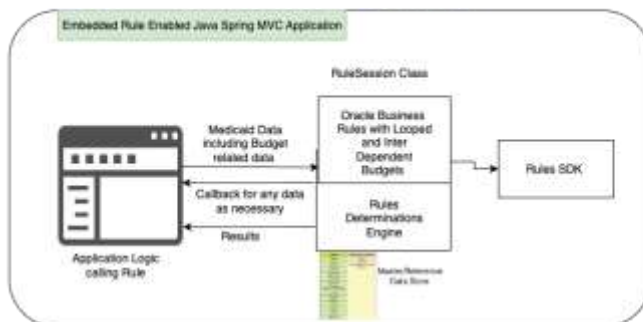 Embedded Rule Enabled Java Spring MVC Application
RuleSession Class
Medicaid Data
including Budget
related data
Callback for any data
as necessary
Results
Application Logic
calling Rule
Oracle Business
Rules with Looped
and Inter
Dependent
Budgets
Rules
Determinations
Engine
Rules SDK
Master/Reference
Data Store